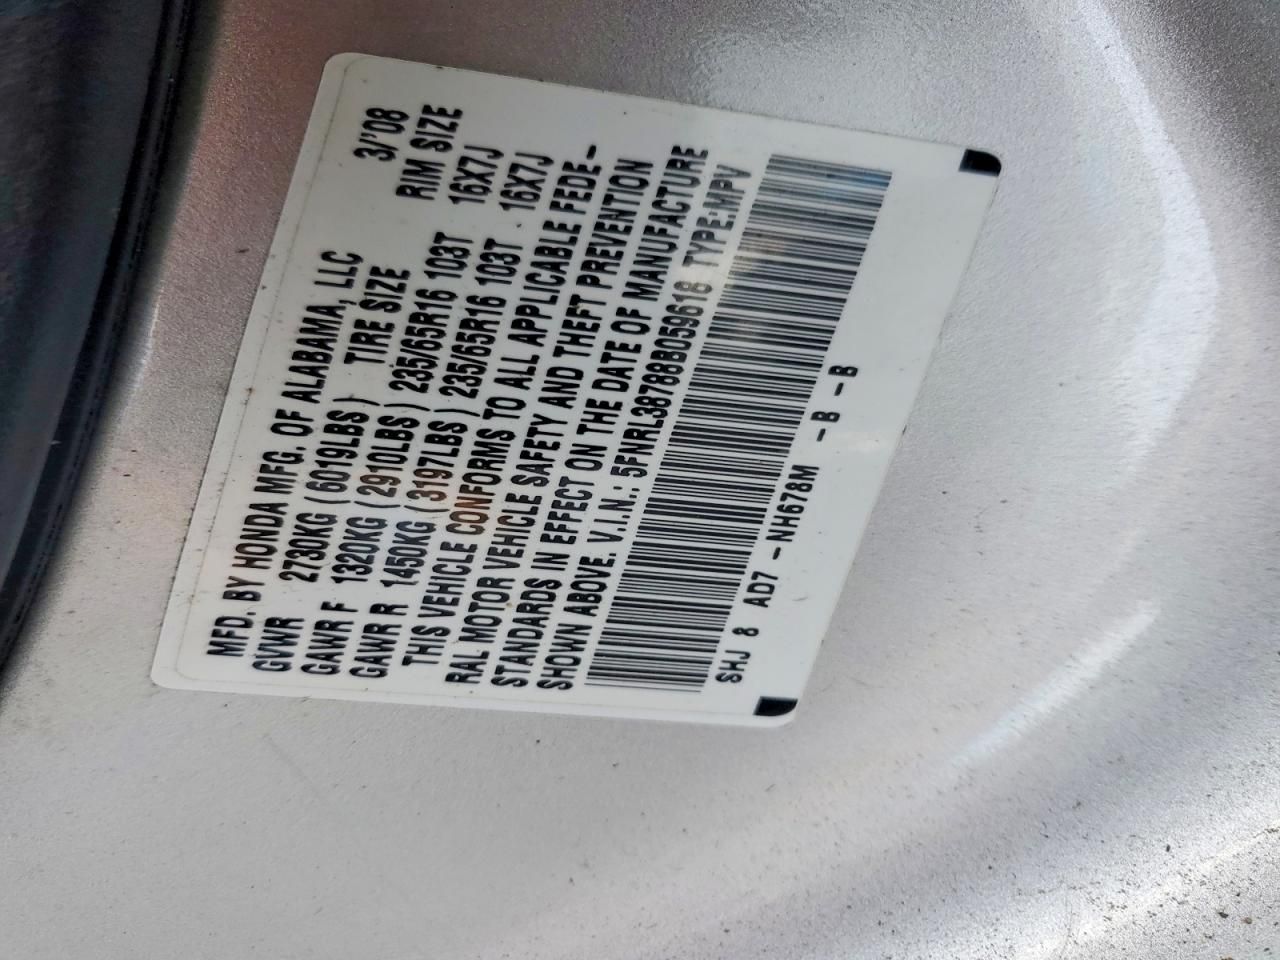 MFD. BY HONDA MFG. OF ALABAMA, LLC 3/'08
GVWR 2730KG (6019LBS) TIRE SIZE RIM SIZE
GAWR F 1320KG (2910LBS) 235/65R16 103T 16X7J
GAWR R 1450KG (3197LBS) 235/65R16 103T 16X7J
THIS VEHICLE CONFORMS TO ALL APPLICABLE FEDE-
RAL MOTOR VEHICLE SAFETY AND THEFT PREVENTION
STANDARDS IN EFFECT ON THE DATE OF MANUFACTURE
SHOWN ABOVE. V.I.N.: 5FNRL38788B059618 TYPE:MPV
SHJ 8 AD7 -NH678M -B -B